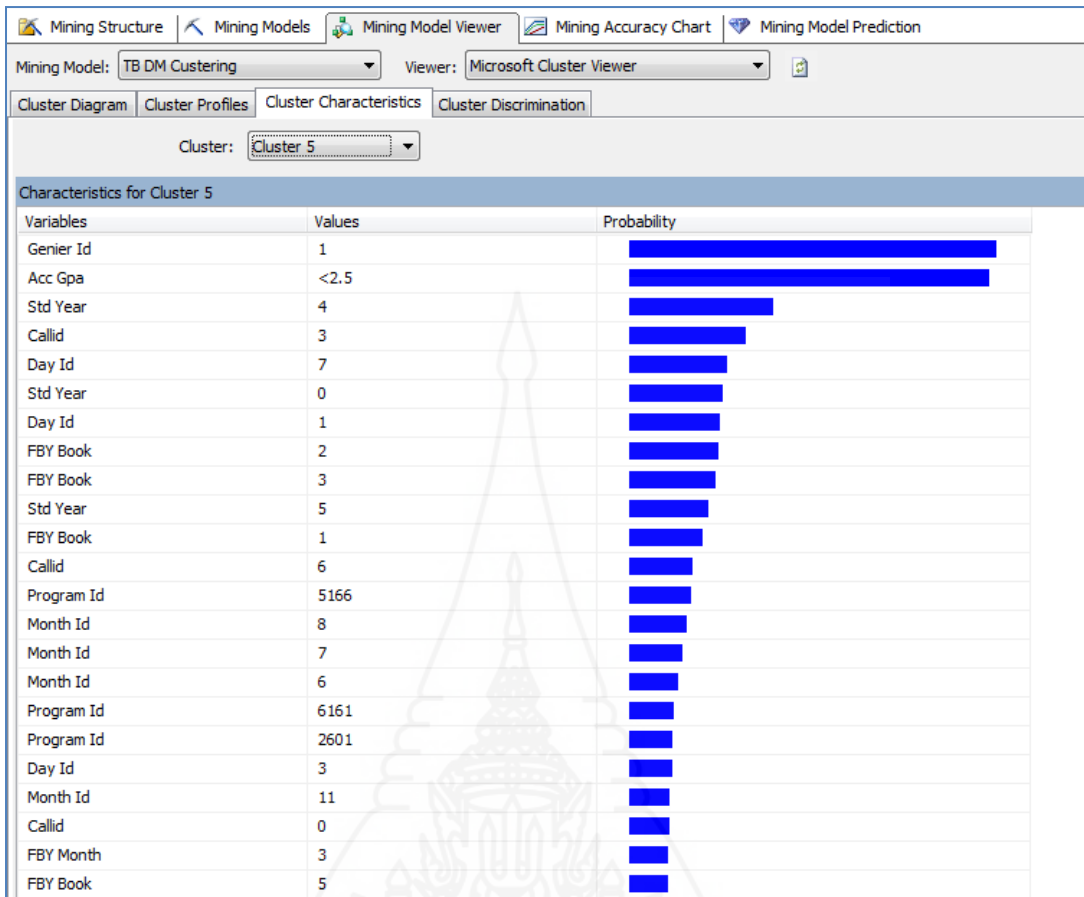 Mining Structure Mining Models Mining Model Viewer Mining Accuracy Chart Mining Model Prediction
Mining Model: TB DM Custering Viewer: Microsoft Cluster Viewer
Cluster Diagram Cluster Profiles Cluster Characteristics Cluster Discrimination
Cluster: Cluster 5
Characteristics for Cluster 5
Variables Values Probability
Genier Id 1
Acc Gpa <2.5
Std Year 4
Callid 3
Day Id 7
Std Year 0
Day Id 1
FBY Book 2
FBY Book 3
Std Year 5
FBY Book 1
Callid 6
Program Id 5166
Month Id 8
Month Id 7
Month Id 6
Program Id 6161
Program Id 2601
Day Id 3
Month Id 11
Callid 0
FBY Month 3
FBY Book 5